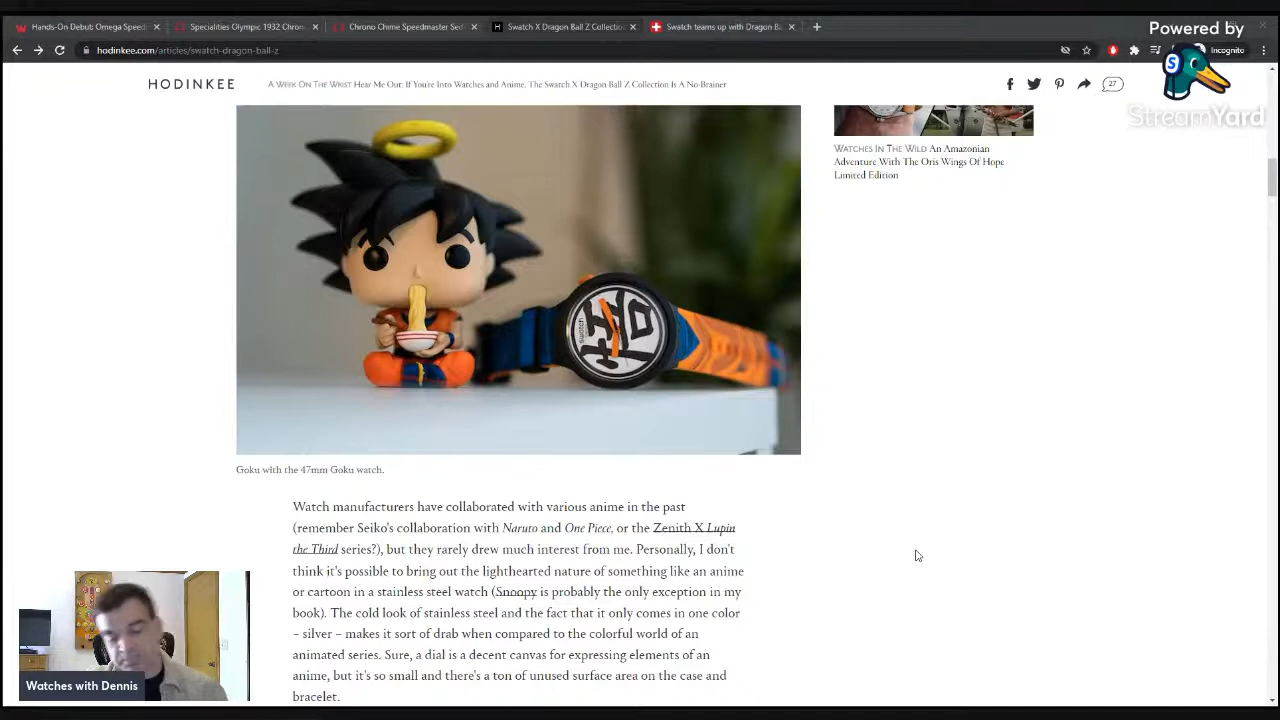 Hands-On Debut: Omega Speed
Specialities Olympic 1932 Chron
Chrono Chime Speedmaster Seth
Swatch X Dragon Ball Z Collectio
Swatch teams up with Dragon Ba
hodinkee.com/articles/swatch-dragon-ball-z
Incognito
Powered by
StreamYard
HODINKEE
A WEEK ON THE WRIST Hear Me Out: If You're Into Watches and Anime, The Swatch X Dragon Ball Z Collection Is A No-Brainer
27
WATCHES IN THE WILD An Amazonian
Adventure With The Oris Wings Of Hope
Limited Edition
swatch
悟
Goku with the 47mm Goku watch.
Watch manufacturers have collaborated with various anime in the past
(remember Seiko's collaboration with Naruto and One Piece, or the Zenith X Lupin
the Third series?), but they rarely drew much interest from me. Personally, I don't
think it's possible to bring out the lighthearted nature of something like an anime
or cartoon in a stainless steel watch (Snoopy is probably the only exception in my
book). The cold look of stainless steel and the fact that it only comes in one color
– silver – makes it sort of drab when compared to the colorful world of an
animated series. Sure, a dial is a decent canvas for expressing elements of an
anime, but it's so small and there's a ton of unused surface area on the case and
bracelet.
Watches with Dennis